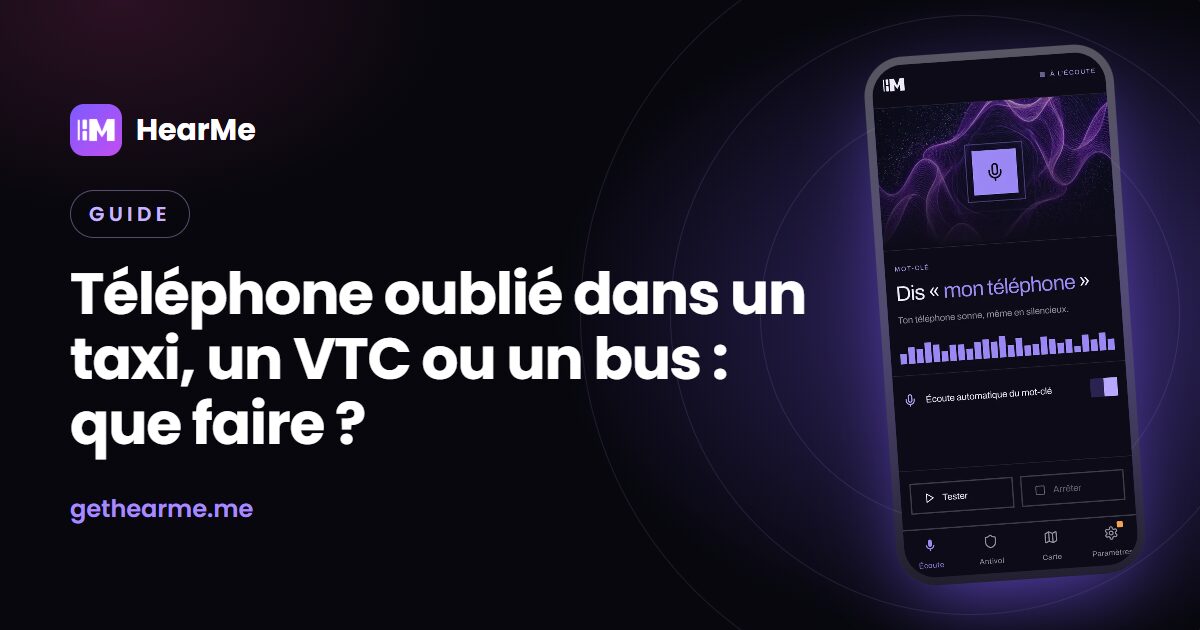 HearMe
GUIDE
Téléphone oublié dans un
taxi, un VTC ou un bus :
que faire ?
gethearme.me
À L'ÉCOUTE
MOT-CLÉ
Dis « mon téléphone »
Ton téléphone sonne, même en silencieux.
Écoute automatique du mot-clé
Tester
Arrêter
Écoute
Antivol
Carte
Paramètres